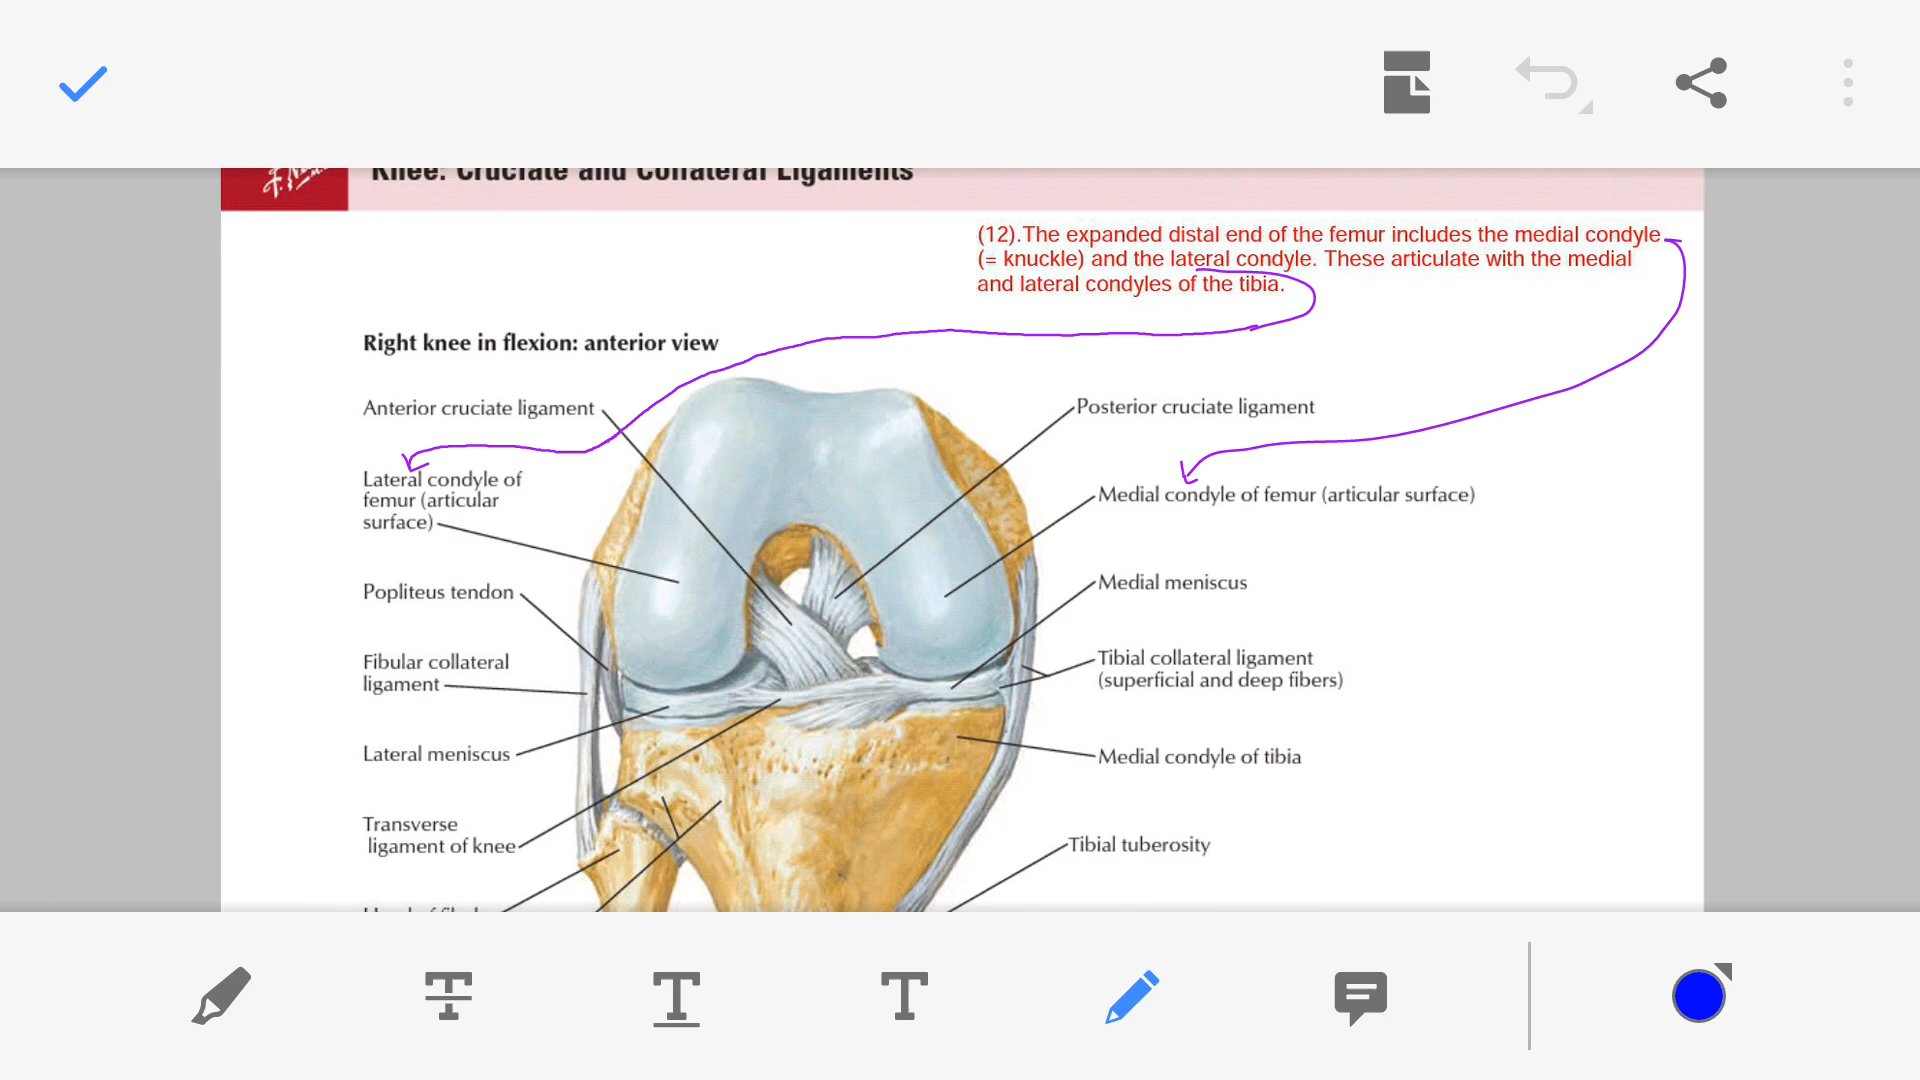 Knee: Cruciate and Collateral Ligaments
(12).The expanded distal end of the femur includes the medial condyle
(= knuckle) and the lateral condyle. These articulate with the medial
and lateral condyles of the tibia.
Right knee in flexion: anterior view
Anterior cruciate ligament
Posterior cruciate ligament
Lateral condyle of
femur (articular
surface)
Medial condyle of femur (articular surface)
Popliteus tendon
Medial meniscus
Fibular collateral
ligament
Tibial collateral ligament
(superficial and deep fibers)
Lateral meniscus
Medial condyle of tibia
Transverse
ligament of knee
Tibial tuberosity